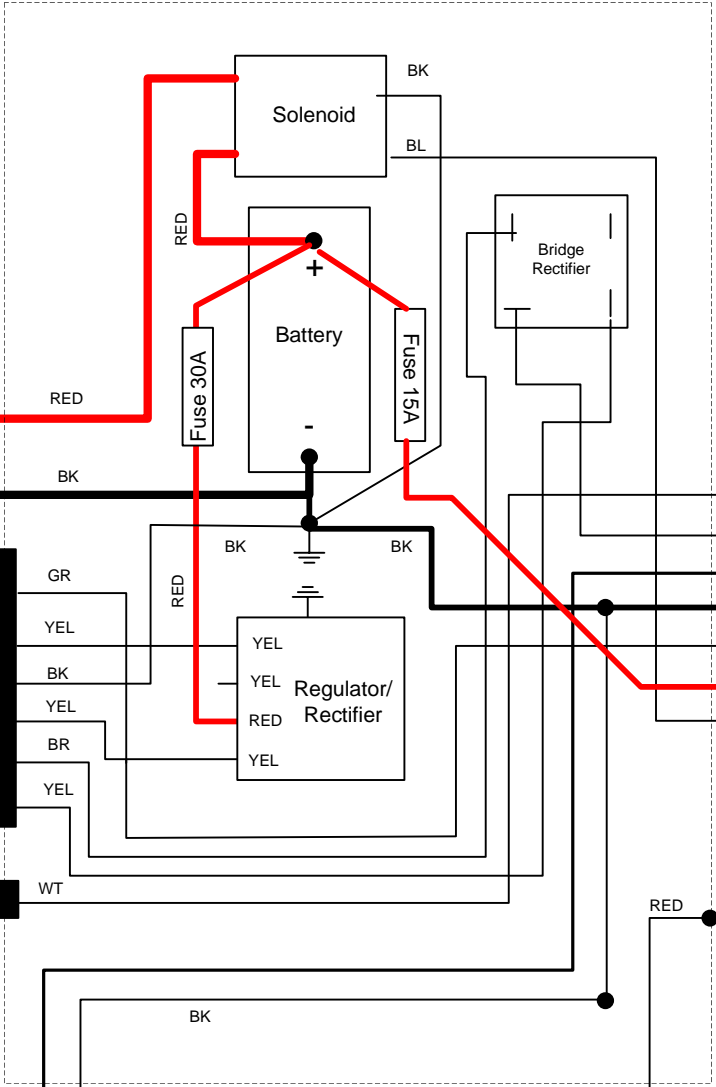 BK
Solenoid
BL
RED
Bridge
Rectifier
+
Battery
Fuse 30A
Fuse 15A
RED
-
BK
BK
BK
GR
RED
YEL
YEL
BK
YEL
Regulator/
Rectifier
YEL
RED
BR
YEL
YEL
WT
RED
BK